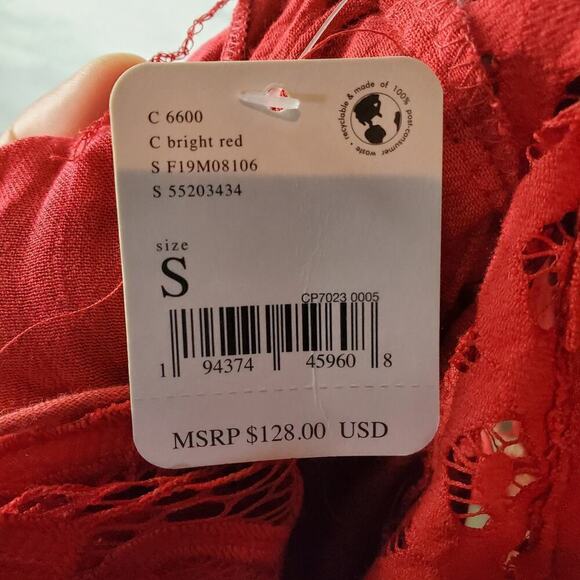 C 6600
C bright red
S F19M08106
S 55203434
recyclable & made of 100% post-consumer waste •
size
S
CP7023 0005
1 94374 45960 8
MSRP $128.00 USD